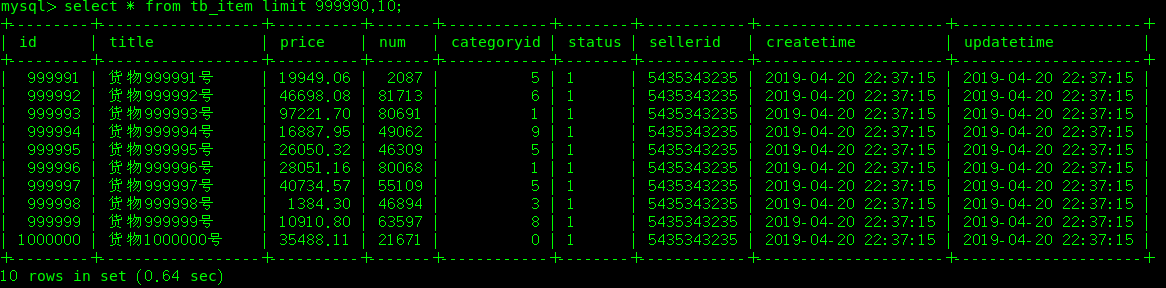 mysql> select * from tb_item limit 999990,10;
+---------+--------------------+----------+-------+------------+--------+------------+---------------------+---------------------+
| id | title | price | num | categoryid | status | sellerid | createtime | updatetime |
+---------+--------------------+----------+-------+------------+--------+------------+---------------------+---------------------+
| 999991 | 货物999991号 | 19949.06 | 2087 | 5 | 1 | 5435343235 | 2019-04-20 22:37:15 | 2019-04-20 22:37:15 |
| 999992 | 货物999992号 | 46698.08 | 81713 | 6 | 1 | 5435343235 | 2019-04-20 22:37:15 | 2019-04-20 22:37:15 |
| 999993 | 货物999993号 | 97221.70 | 80691 | 1 | 1 | 5435343235 | 2019-04-20 22:37:15 | 2019-04-20 22:37:15 |
| 999994 | 货物999994号 | 16887.95 | 49062 | 9 | 1 | 5435343235 | 2019-04-20 22:37:15 | 2019-04-20 22:37:15 |
| 999995 | 货物999995号 | 26050.32 | 46309 | 5 | 1 | 5435343235 | 2019-04-20 22:37:15 | 2019-04-20 22:37:15 |
| 999996 | 货物999996号 | 28051.16 | 80068 | 1 | 1 | 5435343235 | 2019-04-20 22:37:15 | 2019-04-20 22:37:15 |
| 999997 | 货物999997号 | 40734.57 | 55109 | 5 | 1 | 5435343235 | 2019-04-20 22:37:15 | 2019-04-20 22:37:15 |
| 999998 | 货物999998号 | 1384.30 | 46894 | 3 | 1 | 5435343235 | 2019-04-20 22:37:15 | 2019-04-20 22:37:15 |
| 999999 | 货物999999号 | 10910.80 | 63597 | 8 | 1 | 5435343235 | 2019-04-20 22:37:15 | 2019-04-20 22:37:15 |
| 1000000 | 货物1000000号 | 35488.11 | 21671 | 0 | 1 | 5435343235 | 2019-04-20 22:37:15 | 2019-04-20 22:37:15 |
+---------+--------------------+----------+-------+------------+--------+------------+---------------------+---------------------+
10 rows in set (0.64 sec)